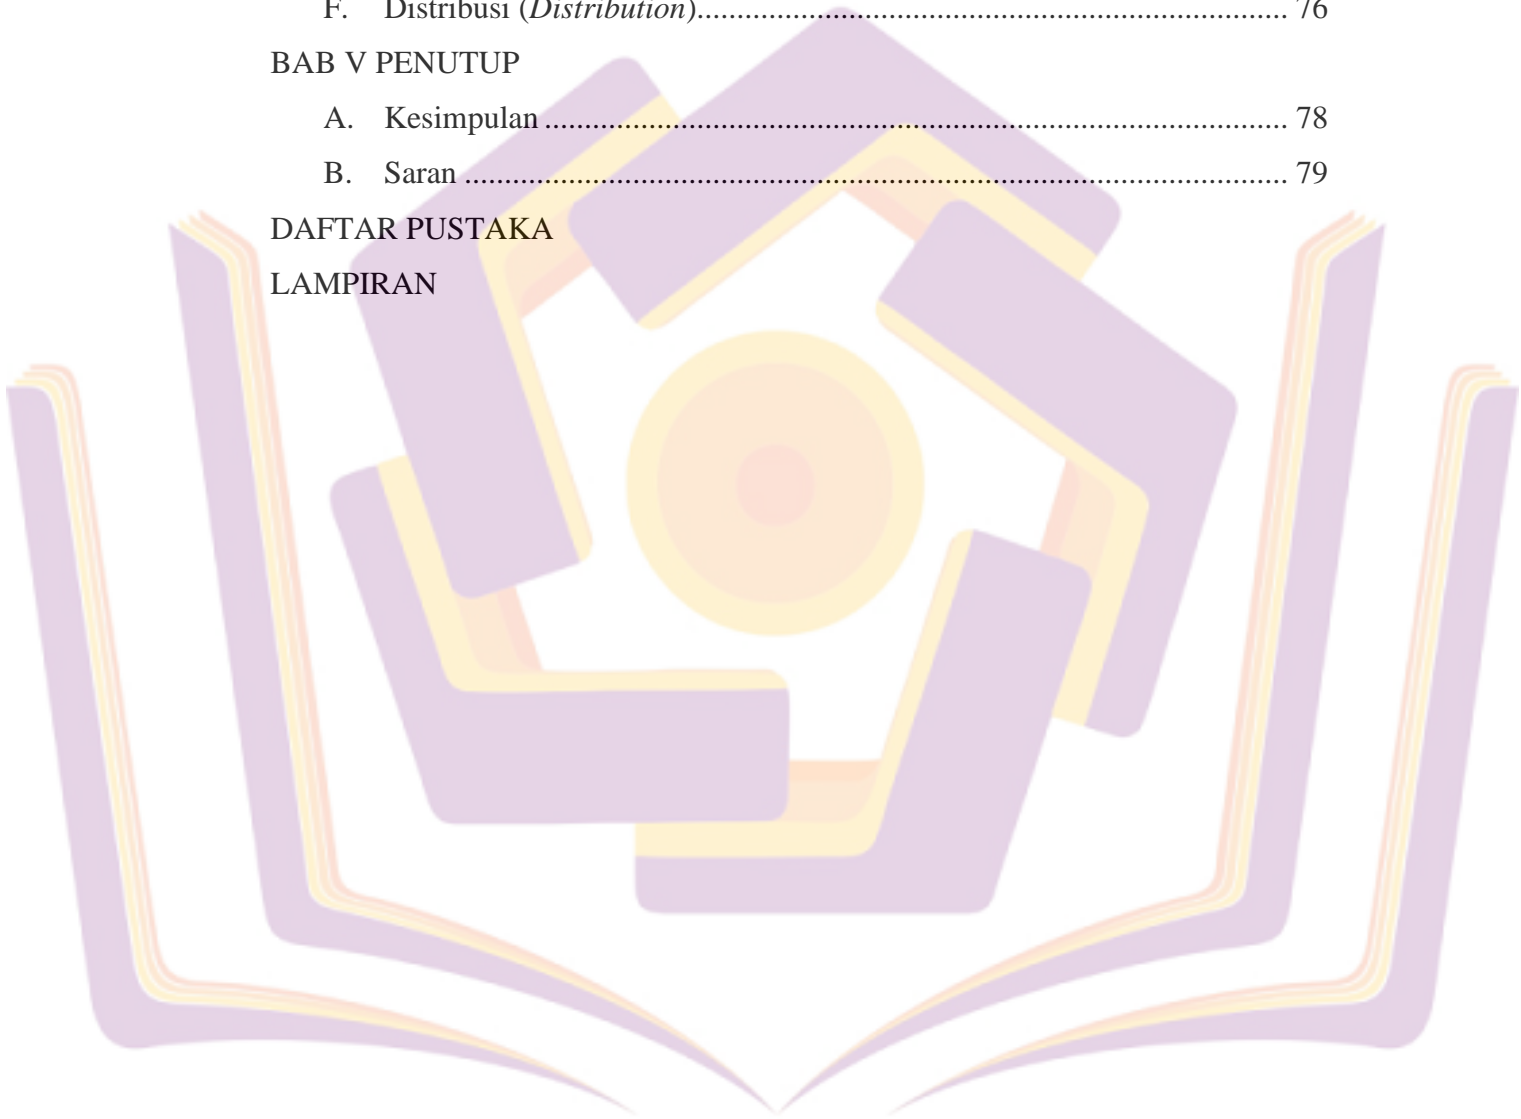 F. Distribusi (Distribution)........................................................................... 76
BAB V PENUTUP
A. Kesimpulan ............................................................................................. 78
B. Saran ....................................................................................................... 79
DAFTAR PUSTAKA
LAMPIRAN